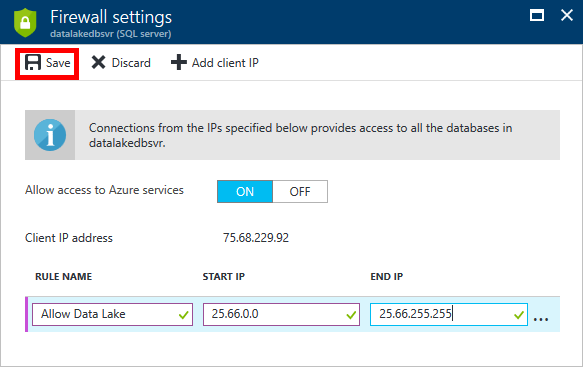 Firewall settings
datalakedbsvr (SQL server)
Save Discard Add client IP
Connections from the IPs specified below provides access to all the databases in
datalakedbsvr.
Allow access to Azure services ON OFF
Client IP address 75.68.229.92
RULE NAME START IP END IP
Allow Data Lake 25.66.0.0 25.66.255.255 ...